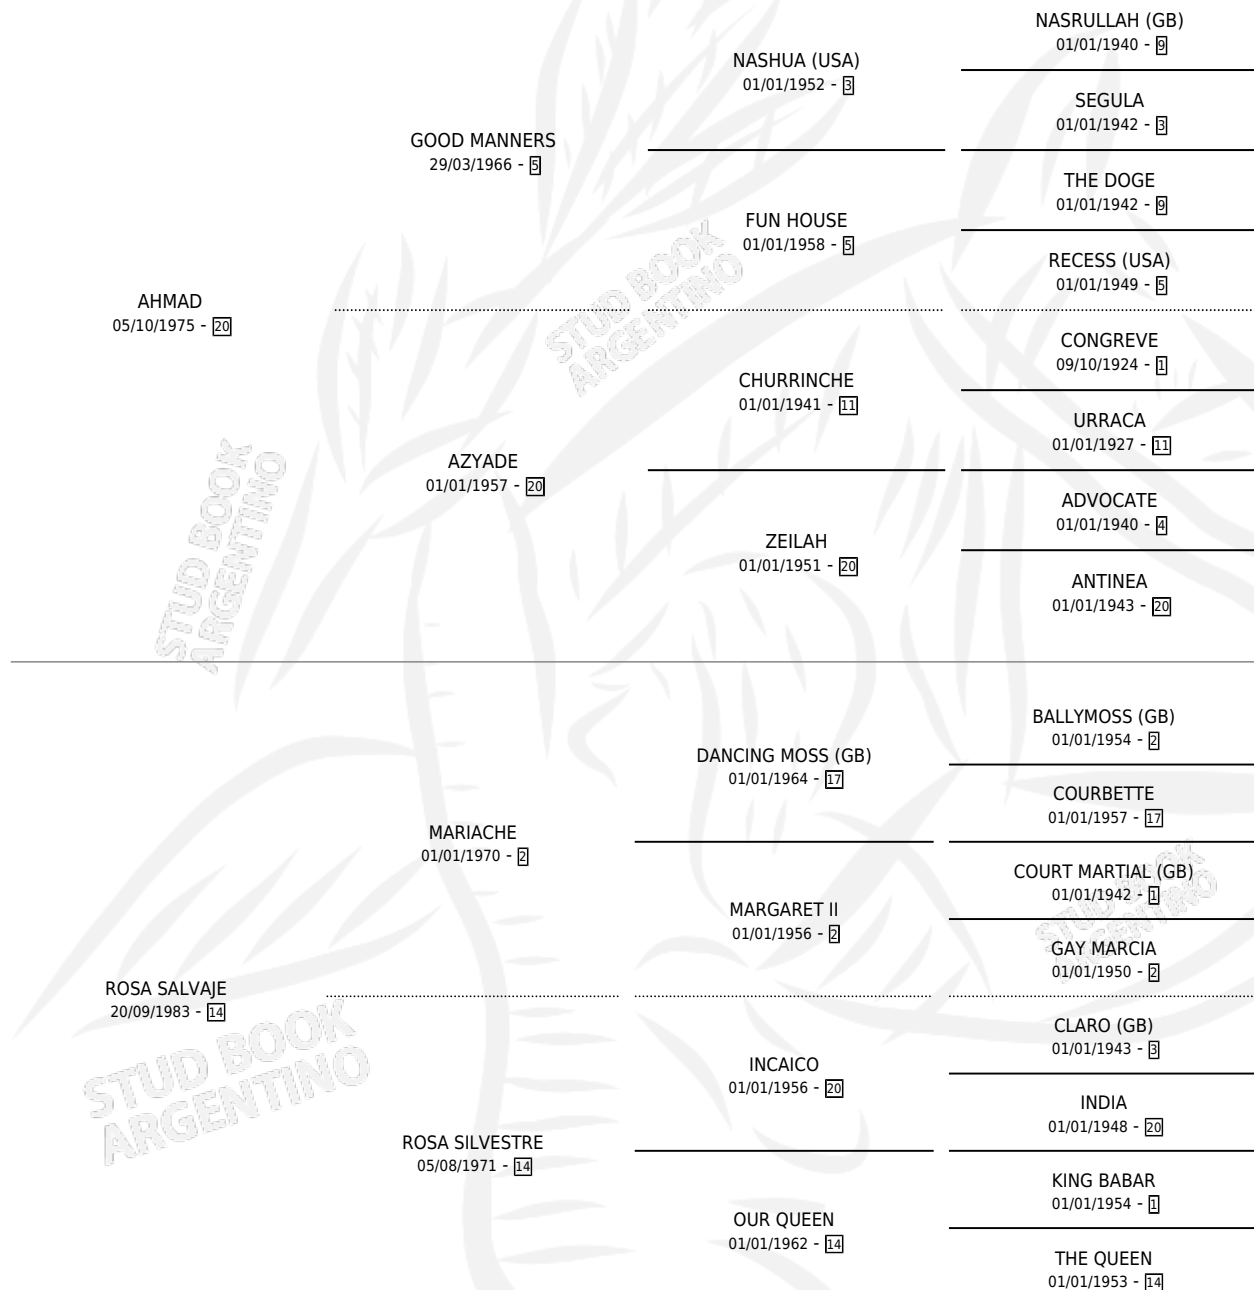 NASRULLAH (GB)
01/01/1940 - 9
NASHUA (USA)
01/01/1952 - 3
SEGULA
01/01/1942 - 3
GOOD MANNERS
29/03/1966 - 5
THE DOGE
01/01/1942 - 9
FUN HOUSE
01/01/1958 - 5
RECESS (USA)
01/01/1949 - 5
AHMAD
05/10/1975 - 20
CONGREVE
09/10/1924 - 1
CHURRINCHE
01/01/1941 - 11
URRACA
01/01/1927 - 11
AZYADE
01/01/1957 - 20
ADVOCATE
01/01/1940 - 4
ZEILAH
01/01/1951 - 20
ANTINEA
01/01/1943 - 20
BALLYMOSS (GB)
01/01/1954 - 2
DANCING MOSS (GB)
01/01/1964 - 17
COURBETTE
01/01/1957 - 17
MARIACHE
01/01/1970 - 2
COURT MARTIAL (GB)
01/01/1942 - 1
MARGARET II
01/01/1956 - 2
GAY MARCIA
01/01/1950 - 2
ROSA SALVAJE
20/09/1983 - 14
CLARO (GB)
01/01/1943 - 3
INCAICO
01/01/1956 - 20
INDIA
01/01/1948 - 20
ROSA SILVESTRE
05/08/1971 - 14
KING BABAR
01/01/1954 - 1
OUR QUEEN
01/01/1962 - 14
THE QUEEN
01/01/1953 - 14
STUD BOOK
ARGENTINO
STUD BOOK
ARGENTINO
STUD BOOK
ARGENTINO
STUD BOOK
ARGENTINO